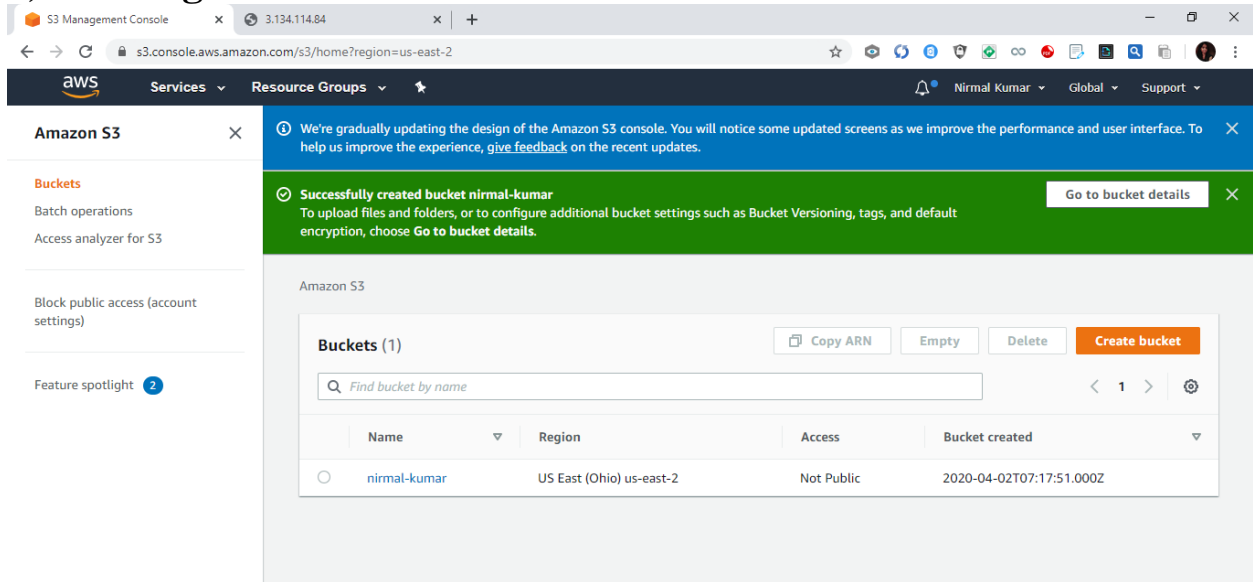 S3 Management Console
3.134.114.84
s3.console.aws.amazon.com/s3/home?region=us-east-2
aws
Services
Resource Groups
Nirmal Kumar
Global
Support
Amazon S3
Buckets
Batch operations
Access analyzer for S3
Block public access (account
settings)
Feature spotlight 2
We're gradually updating the design of the Amazon S3 console. You will notice some updated screens as we improve the performance and user interface. To
help us improve the experience, give feedback on the recent updates.
Successfully created bucket nirmal-kumar
To upload files and folders, or to configure additional bucket settings such as Bucket Versioning, tags, and default
encryption, choose Go to bucket details.
Go to bucket details
Amazon S3
Buckets (1)
Copy ARN
Empty
Delete
Create bucket
Find bucket by name
1
Name Region Access Bucket created
nirmal-kumar US East (Ohio) us-east-2 Not Public 2020-04-02T07:17:51.000Z